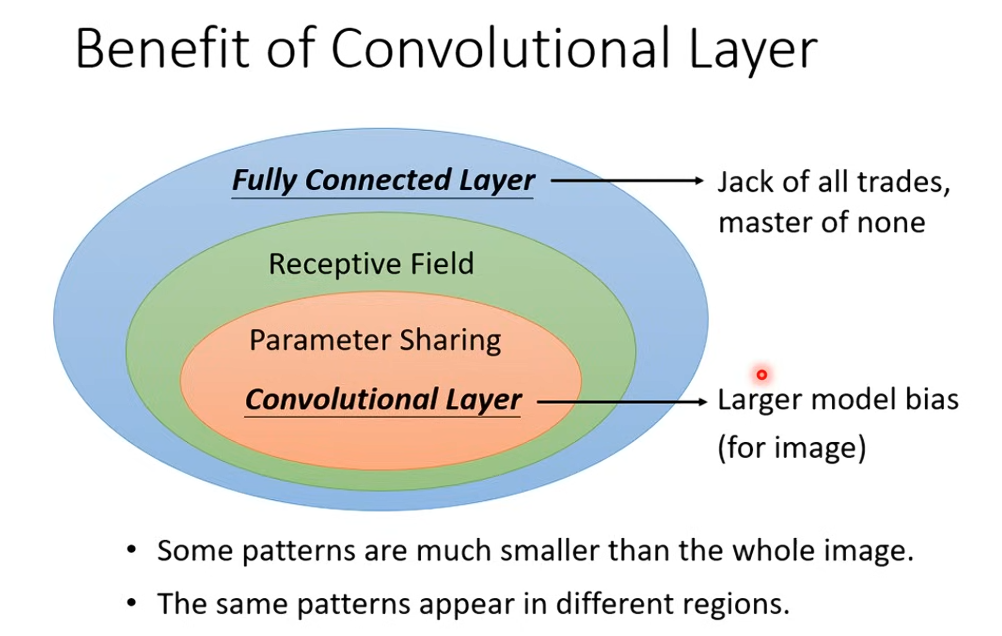 Benefit of Convolutional Layer
Fully Connected Layer
Jack of all trades,
master of none
Receptive Field
Parameter Sharing
Convolutional Layer
Larger model bias
(for image)
• Some patterns are much smaller than the whole image.
• The same patterns appear in different regions.